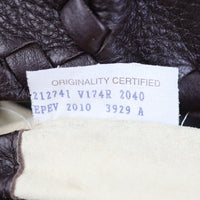 ORIGINALITY CERTIFIED
212741 V174R 2040
EPEV 2010 3929 A